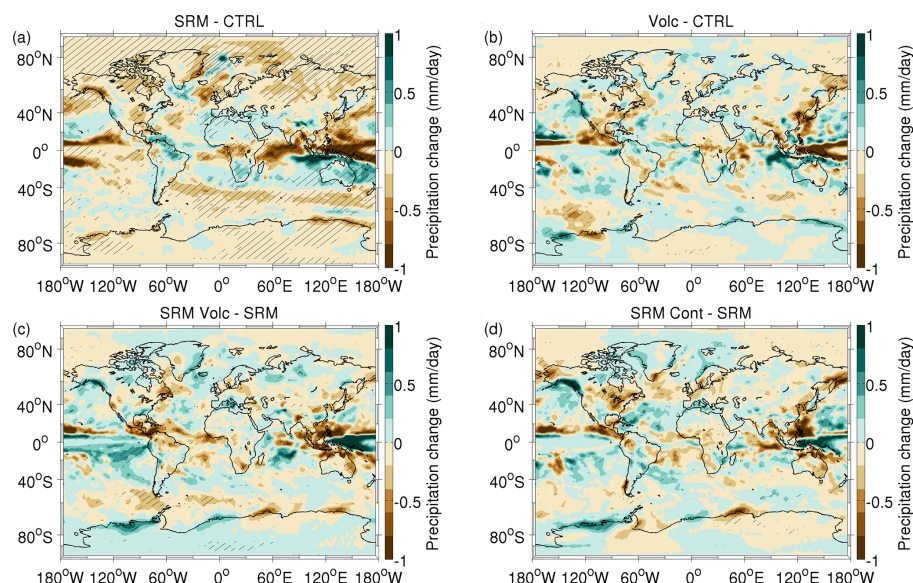 SRM - CTRL
(a)
80°N
40°N
0°
40°S
80°S
180°W 120°W 60°W 0° 60°E 120°E 180°W
1
0.5
0
-0.5
-1
Precipitation change (mm/day)
Volc - CTRL
(b)
80°N
40°N
0°
40°S
80°S
180°W 120°W 60°W 0° 60°E 120°E 180°W
1
0.5
0
-0.5
-1
Precipitation change (mm/day)
SRM Volc - SRM
(c)
80°N
40°N
0°
40°S
80°S
180°W 120°W 60°W 0° 60°E 120°E 180°W
1
0.5
0
-0.5
-1
Precipitation change (mm/day)
SRM Cont - SRM
(d)
80°N
40°N
0°
40°S
80°S
180°W 120°W 60°W 0° 60°E 120°E 180°W
1
0.5
0
-0.5
-1
Precipitation change (mm/day)